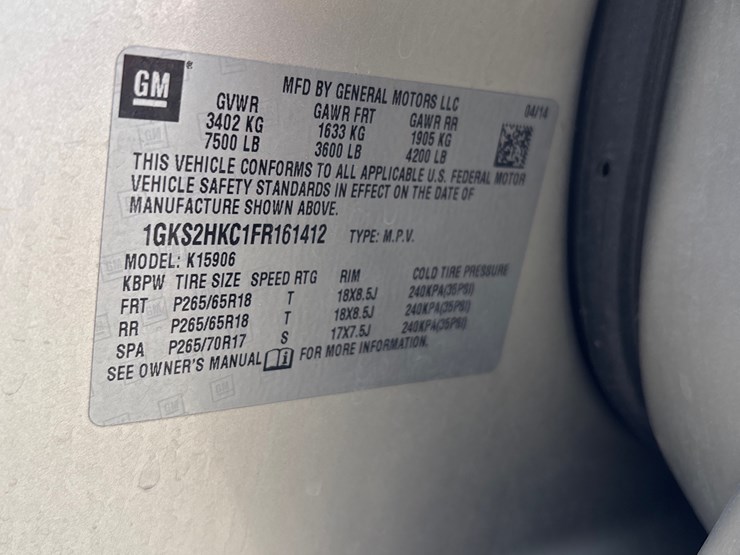 GM ®
MFD BY GENERAL MOTORS LLC 04/14
GVWR GAWR FRT GAWR RR
3402 KG 1633 KG 1905 KG
7500 LB 3600 LB 4200 LB
THIS VEHICLE CONFORMS TO ALL APPLICABLE U.S. FEDERAL MOTOR
VEHICLE SAFETY STANDARDS IN EFFECT ON THE DATE OF
MANUFACTURE SHOWN ABOVE.
1GKS2HKC1FR161412 TYPE: M.P.V.
MODEL: K15906
KBPW TIRE SIZE SPEED RTG RIM COLD TIRE PRESSURE
FRT P265/65R18 T 18X8.5J 240KPA(35PSI)
RR P265/65R18 T 18X8.5J 240KPA(35PSI)
SPA P265/70R17 S 17X7.5J 240KPA(35PSI)
SEE OWNER'S MANUAL i FOR MORE INFORMATION.